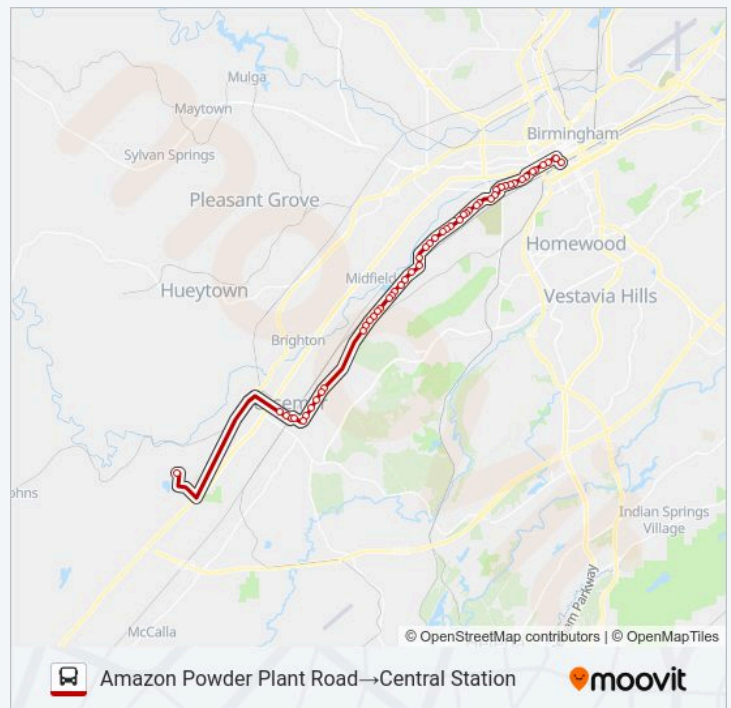 Birmingham
Mulga
Maytown
Sylvan Springs
Pleasant Grove
Homewood
Midfield
Hueytown
Vestavia Hills
Brighton
Indian Springs
Village
McCalla
© OpenStreetMap contributors | © OpenMapTiles
Amazon Powder Plant Road→Central Station
moovit